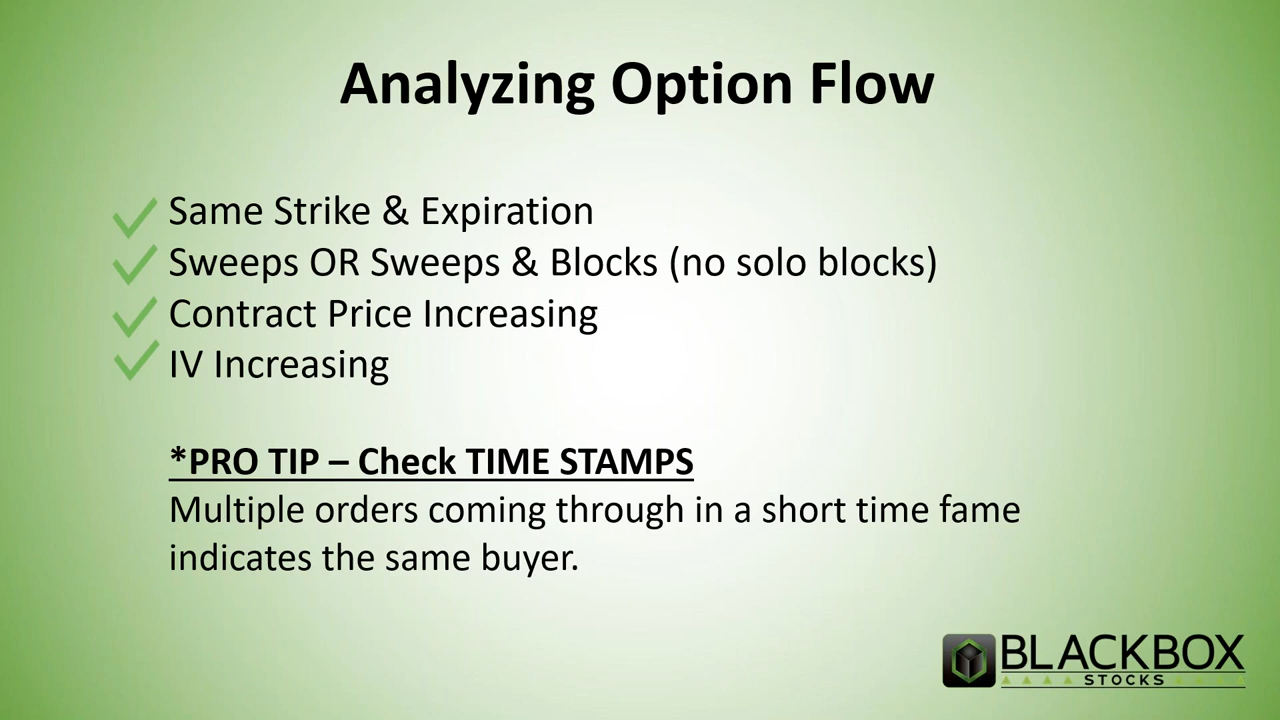 Analyzing Option Flow
Same Strike & Expiration
Sweeps OR Sweeps & Blocks (no solo blocks)
Contract Price Increasing
IV Increasing
*PRO TIP – Check TIME STAMPS
Multiple orders coming through in a short time fame
indicates the same buyer.
BLACKBOX
STOCKS